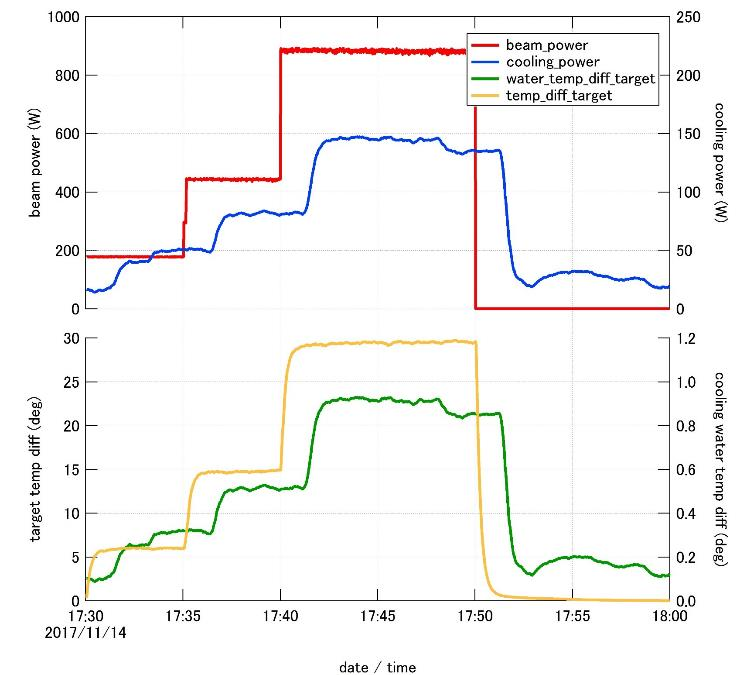 1000
800
600
400
200
0
beam power (W)
250
200
150
100
50
0
cooling power (W)
beam_power
cooling_power
water_temp_diff_target
temp_diff_target
30
25
20
15
10
5
0
target temp diff (deg)
1.2
1.0
0.8
0.6
0.4
0.2
0.0
cooling water temp diff (deg)
17:30 17:35 17:40 17:45 17:50 17:55 18:00
2017/11/14
date / time